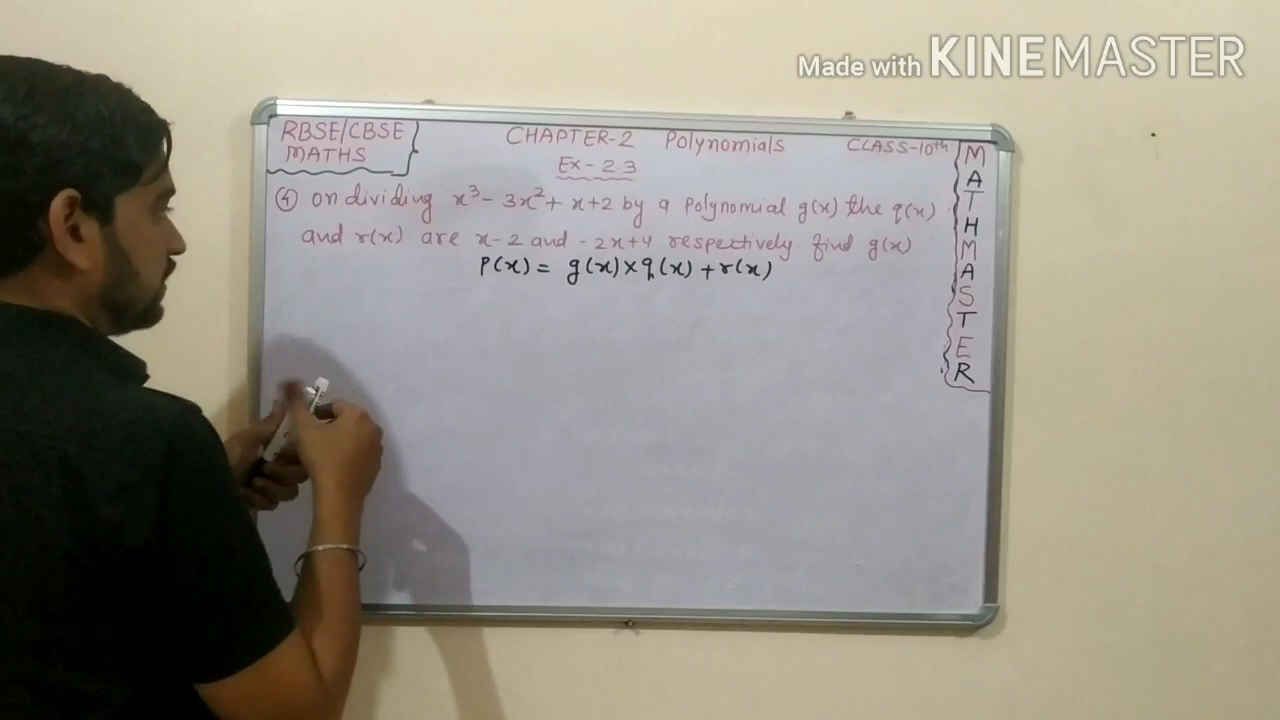 Made with KINEMASTER
RBSE/CBSE
MATHS
CHAPTER-2 Polynomials
CLASS-10th
Ex-2.3
④ on dividing x³ - 3x² + x + 2 by a polynomial g(x) the q(x)
and r(x) are x-2 and -2x+4 respectively. find g(x)
P(x) = g(x) x q(x) + r(x)
MATHMASTER